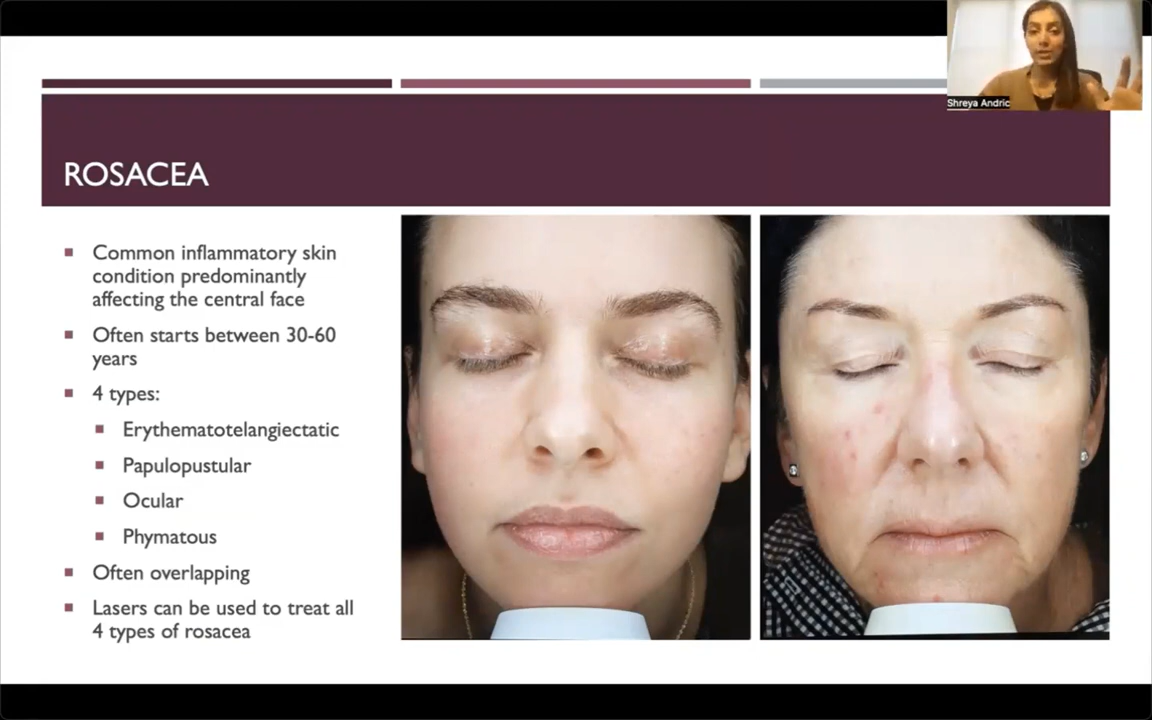 Shreya Andric
ROSACEA
Common inflammatory skin
condition predominantly
affecting the central face
Often starts between 30-60
years
4 types:
Erythematotelangiectatic
Papulopustular
Ocular
Phymatous
Often overlapping
Lasers can be used to treat all
4 types of rosacea